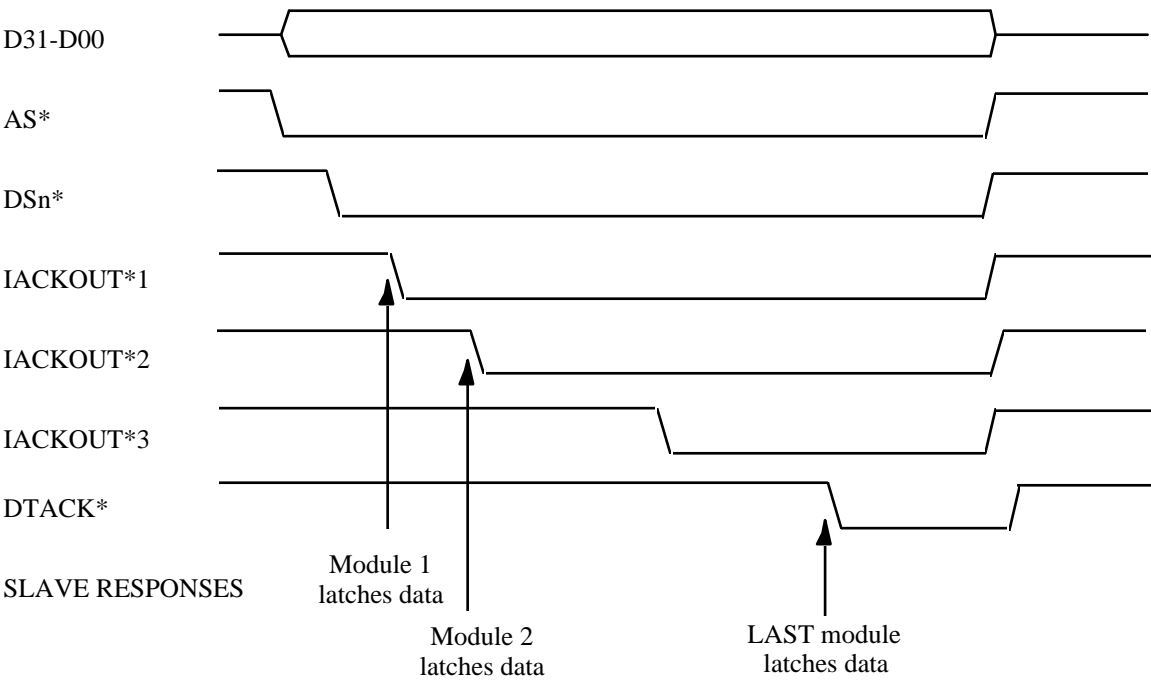 D31-D00
AS*
DSn*
IACKOUT*1
IACKOUT*2
IACKOUT*3
DTACK*
SLAVE RESPONSES
Module 1
latches data
Module 2
latches data
LAST module
latches data